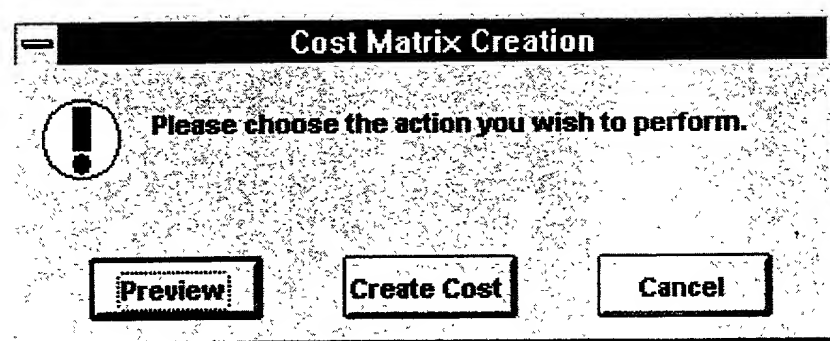 Cost Matrix Creation
Please choose the action you wish to perform.
Preview Create Cost Cancel